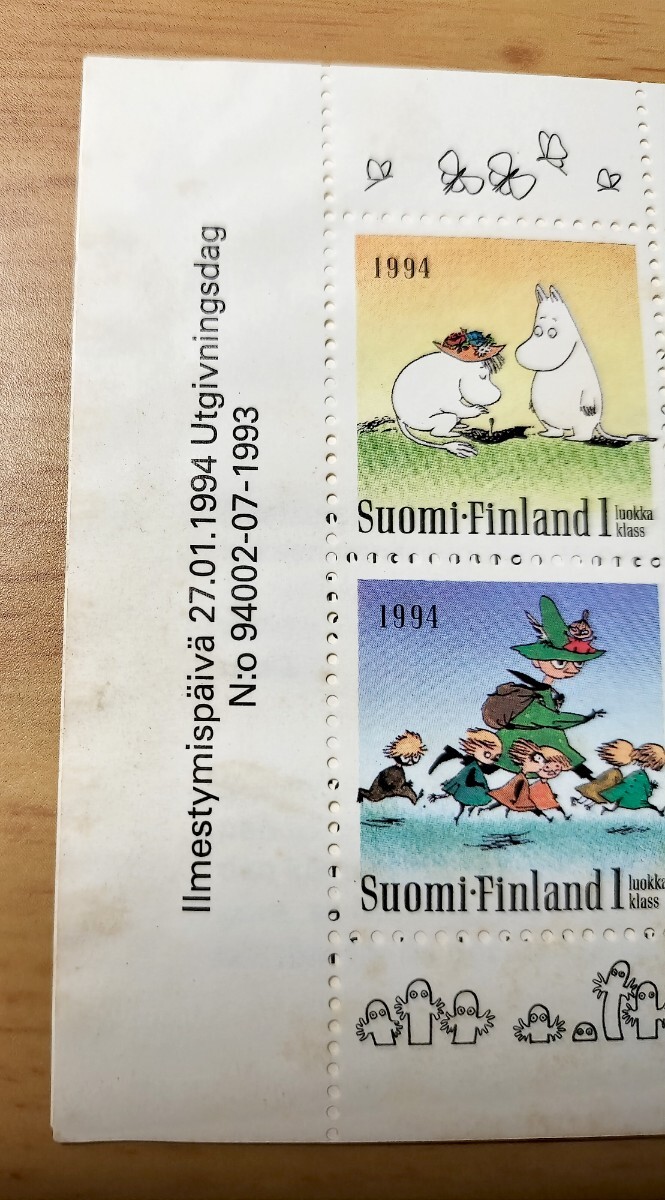 Ilmestymispäivä 27.01.1994 Utgivningsdag
N:o 94002-07-1993
1994
Suomi·Finland 1 luokka
klass
1994
Suomi·Finland 1 luokka
klass